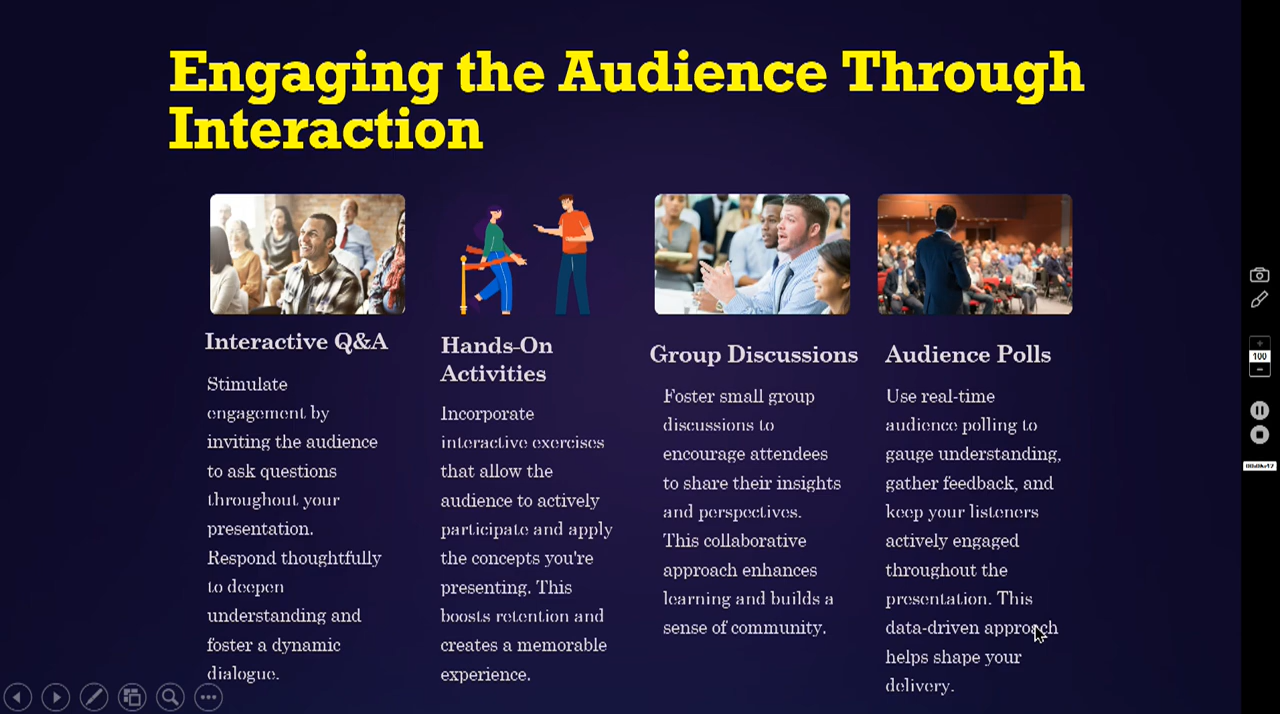 Engaging the Audience Through
Interaction
Interactive Q&A
Stimulate
engagement by
inviting the audience
to ask questions
throughout your
presentation.
Respond thoughtfully
to deepen
understanding and
foster a dynamic
dialogue.
Hands-On
Activities
Incorporate
interactive exercises
that allow the
audience to actively
participate and apply
the concepts you're
presenting. This
boosts retention and
creates a memorable
experience.
Group Discussions
Foster small group
discussions to
encourage attendees
to share their insights
and perspectives.
This collaborative
approach enhances
learning and builds a
sense of community.
Audience Polls
Use real-time
audience polling to
gauge understanding,
gather feedback, and
keep your listeners
actively engaged
throughout the
presentation. This
data-driven approach
helps shape your
delivery.
100